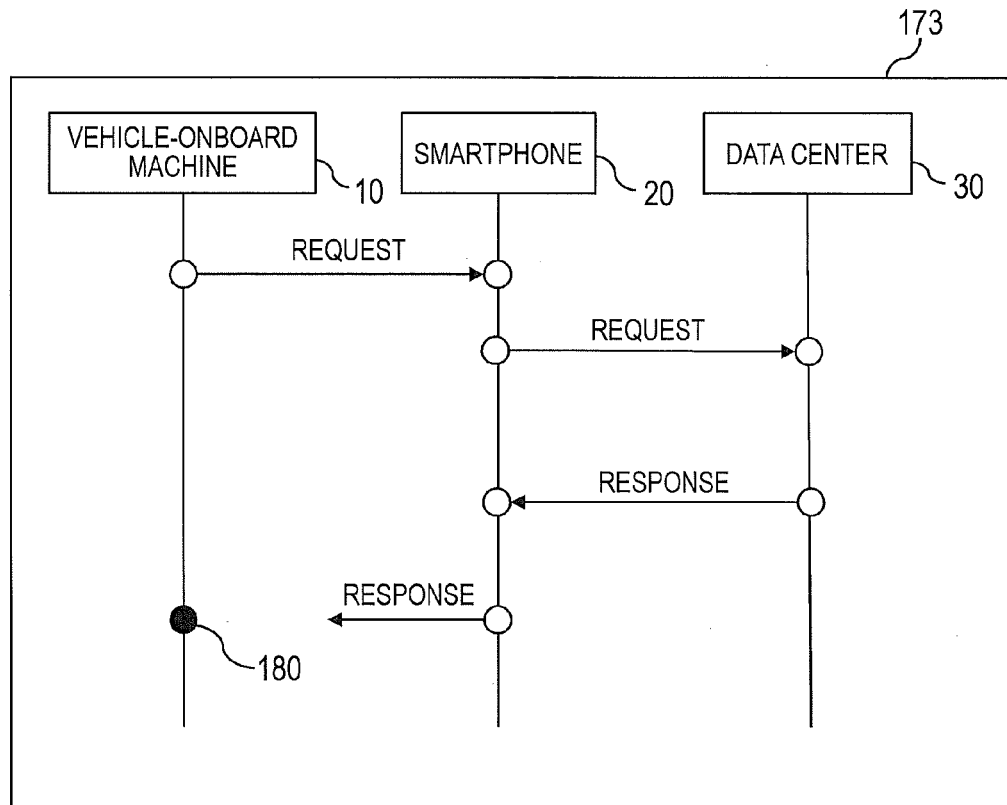 173
VEHICLE-ONBOARD
MACHINE
10
SMARTPHONE
20
DATA CENTER
30
REQUEST
REQUEST
RESPONSE
RESPONSE
180